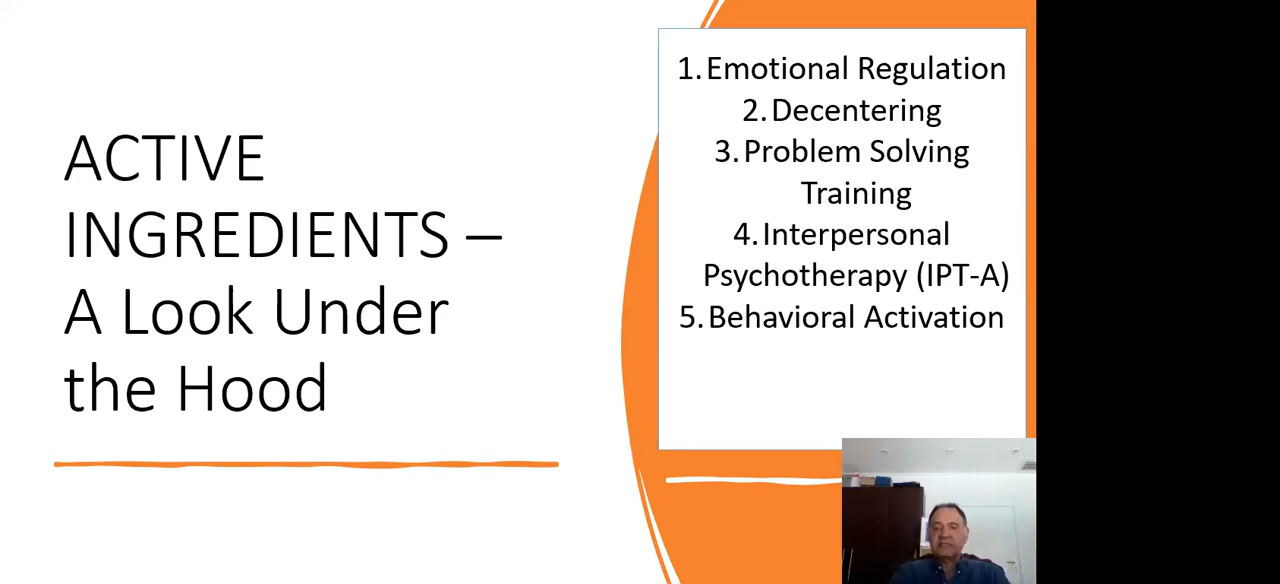 ACTIVE
INGREDIENTS –
A Look Under
the Hood
1. Emotional Regulation
2. Decentering
3. Problem Solving
Training
4. Interpersonal
Psychotherapy (IPT-A)
5. Behavioral Activation